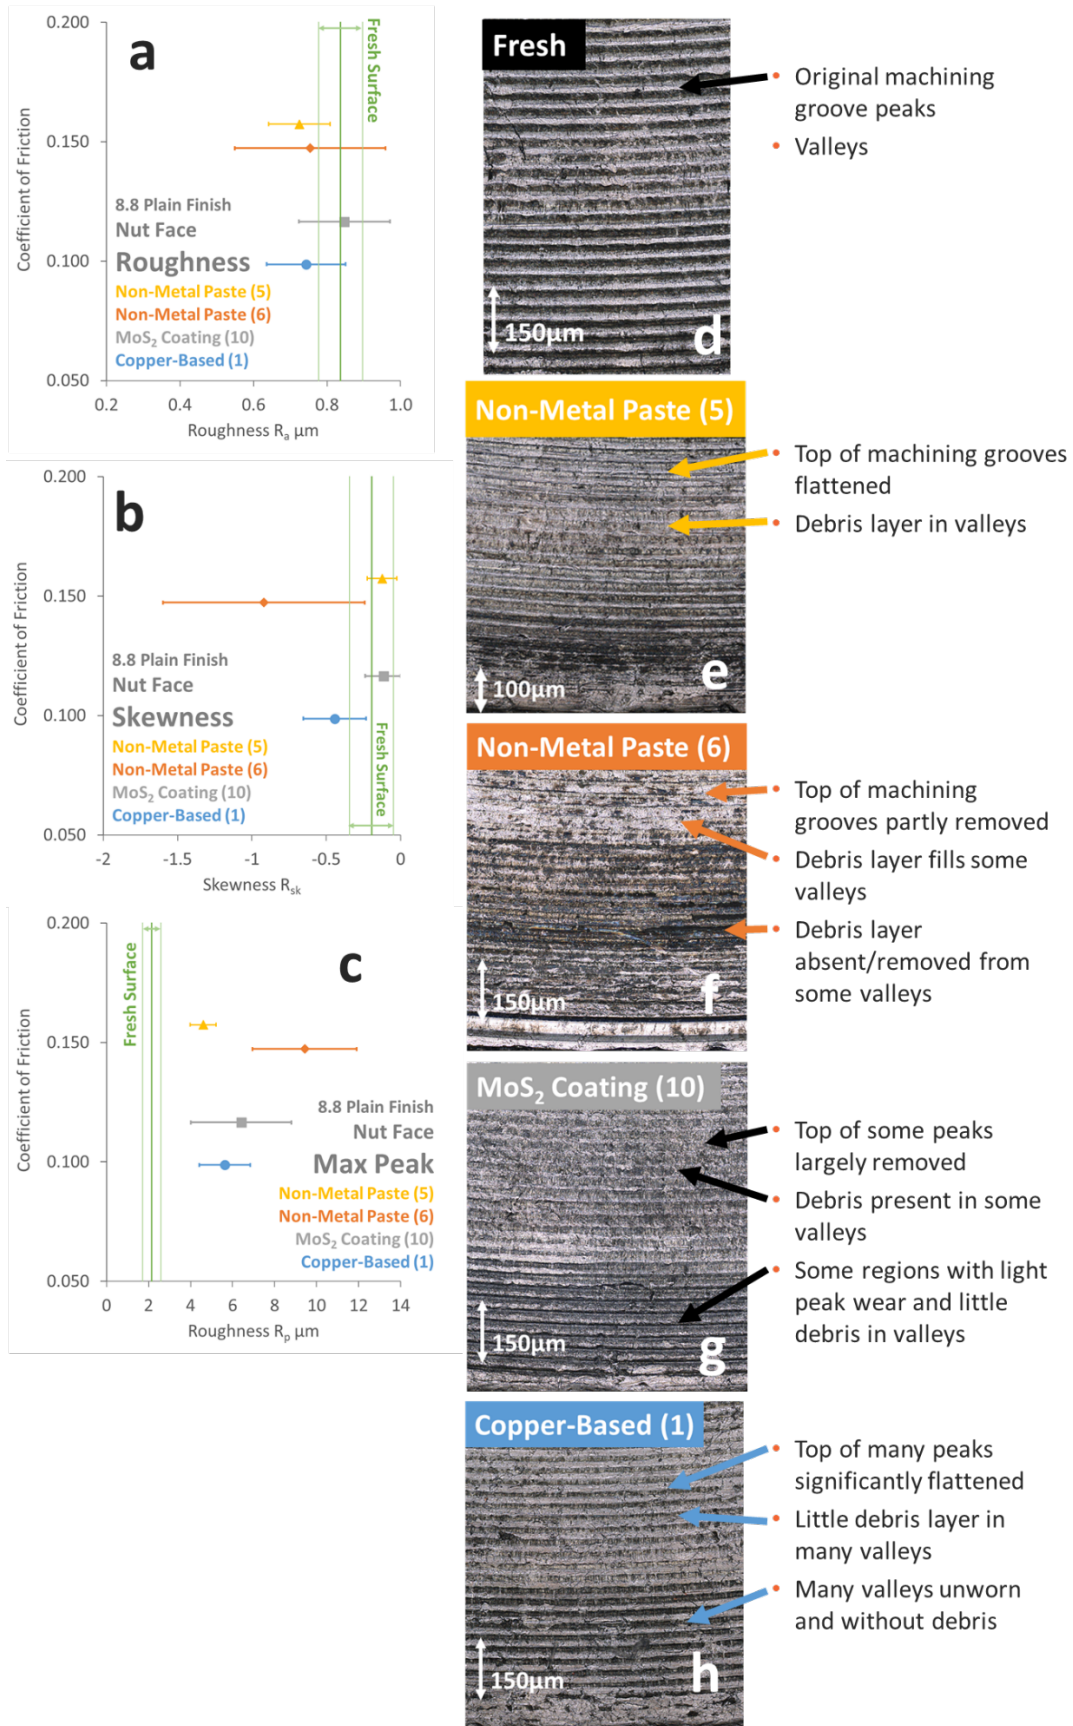 a
0.200
0.150
0.100
0.050
Coefficient of Friction
Fresh Surface
8.8 Plain Finish
Nut Face
Roughness
Non-Metal Paste (5)
Non-Metal Paste (6)
MoS₂ Coating (10)
Copper-Based (1)
0.2 0.4 0.6 0.8 1.0
Roughness Rₐ µm
b
0.200
0.150
0.100
0.050
Coefficient of Friction
8.8 Plain Finish
Nut Face
Skewness
Non-Metal Paste (5)
Non-Metal Paste (6)
MoS₂ Coating (10)
Copper-Based (1)
Fresh Surface
-2 -1.5 -1 -0.5 0
Skewness Rₛₖ
c
0.200
0.150
0.100
0.050
Coefficient of Friction
Fresh Surface
8.8 Plain Finish
Nut Face
Max Peak
Non-Metal Paste (5)
Non-Metal Paste (6)
MoS₂ Coating (10)
Copper-Based (1)
0 2 4 6 8 10 12 14
Roughness Rₚ µm
Fresh
150µm
d
• Original machining
groove peaks
• Valleys
Non-Metal Paste (5)
100µm
e
• Top of machining grooves
flattened
• Debris layer in valleys
Non-Metal Paste (6)
150µm
f
• Top of machining
grooves partly removed
• Debris layer fills some
valleys
• Debris layer
absent/removed from
some valleys
MoS₂ Coating (10)
150µm
g
• Top of some peaks
largely removed
• Debris present in some
valleys
• Some regions with light
peak wear and little
debris in valleys
Copper-Based (1)
150µm
h
• Top of many peaks
significantly flattened
• Little debris layer in
many valleys
• Many valleys unworn
and without debris